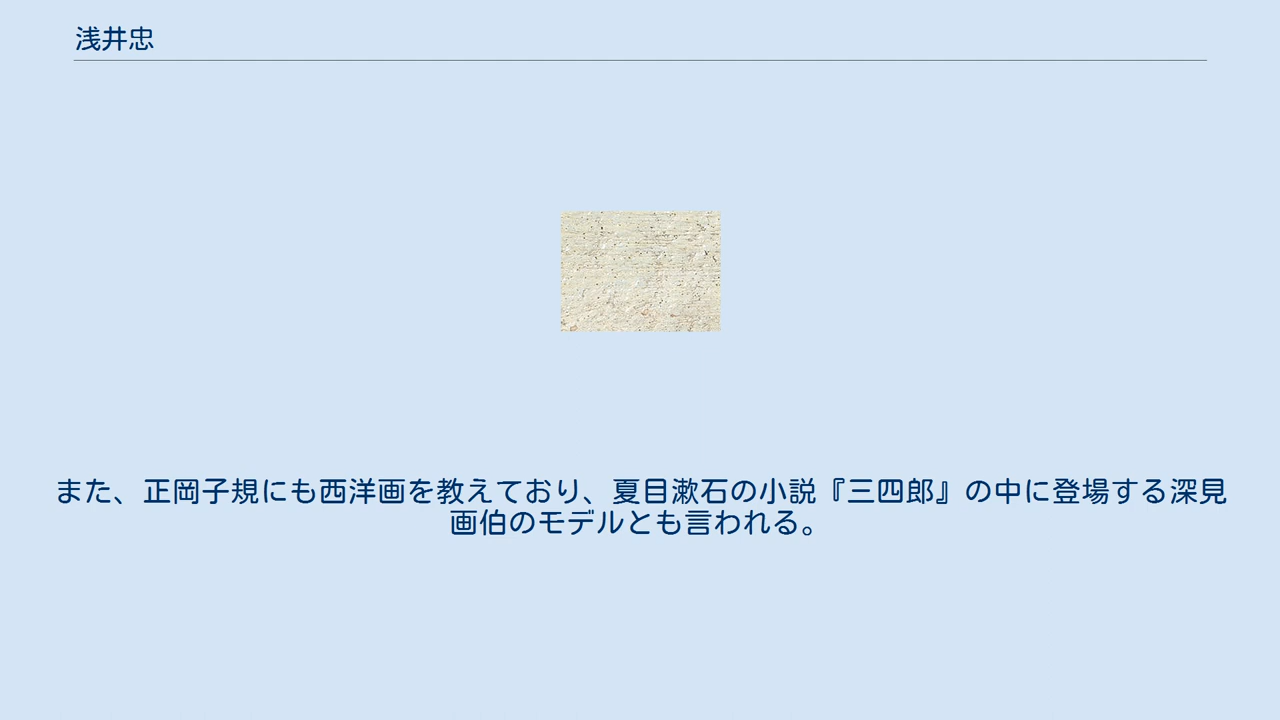 浅井忠
また、正岡子規にも西洋画を教えており、夏目漱石の小説『三四郎』の中に登場する深見
画伯のモデルとも言われる。